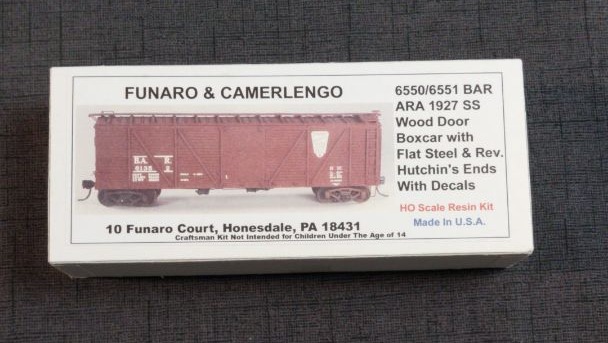 FUNARO & CAMERLENGO
6550/6551 BAR
ARA 1927 SS
Wood Door
Boxcar with
Flat Steel & Rev.
Hutchin's Ends
With Decals
HO Scale Resin Kit
Made In U.S.A.
B.A. R.
10 Funaro Court, Honesdale, PA 18431
Craftsman Kit Not Intended for Children Under The Age of 14